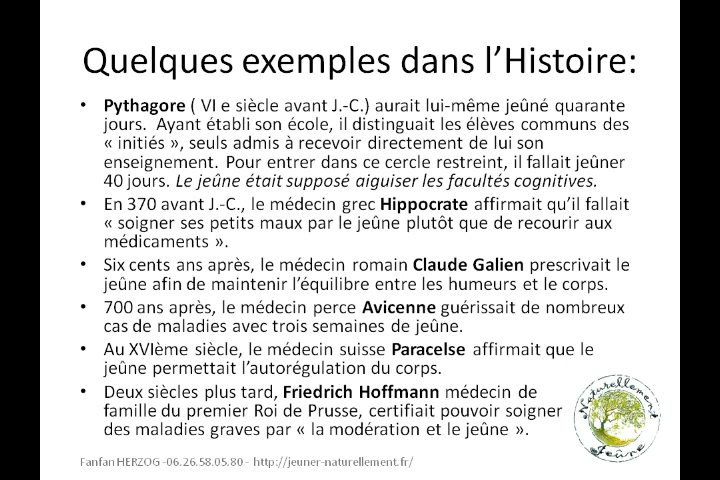 Quelques exemples dans l’Histoire:
• Pythagore ( VI e siècle avant J.-C.) aurait lui-même jeûné quarante
jours. Ayant établi son école, il distinguait les élèves communs des
« initiés », seuls admis à recevoir directement de lui son
enseignement. Pour entrer dans ce cercle restreint, il fallait jeûner
40 jours. Le jeûne était supposé aiguiser les facultés cognitives.
• En 370 avant J.-C., le médecin grec Hippocrate affirmait qu’il fallait
« soigner ses petits maux par le jeûne plutôt que de recourir aux
médicaments ».
• Six cents ans après, le médecin romain Claude Galien prescrivait le
jeûne afin de maintenir l’équilibre entre les humeurs et le corps.
• 700 ans après, le médecin perce Avicenne guérissait de nombreux
cas de maladies avec trois semaines de jeûne.
• Au XVIème siècle, le médecin suisse Paracelse affirmait que le
jeûne permettait l’autorégulation du corps.
• Deux siècles plus tard, Friedrich Hoffmann médecin de
famille du premier Roi de Prusse, certifiait pouvoir soigner
des maladies graves par « la modération et le jeûne ».
Naturellement
Jeûne
Fanfan HERZOG -06.26.58.05.80 - http://jeuner-naturellement.fr/